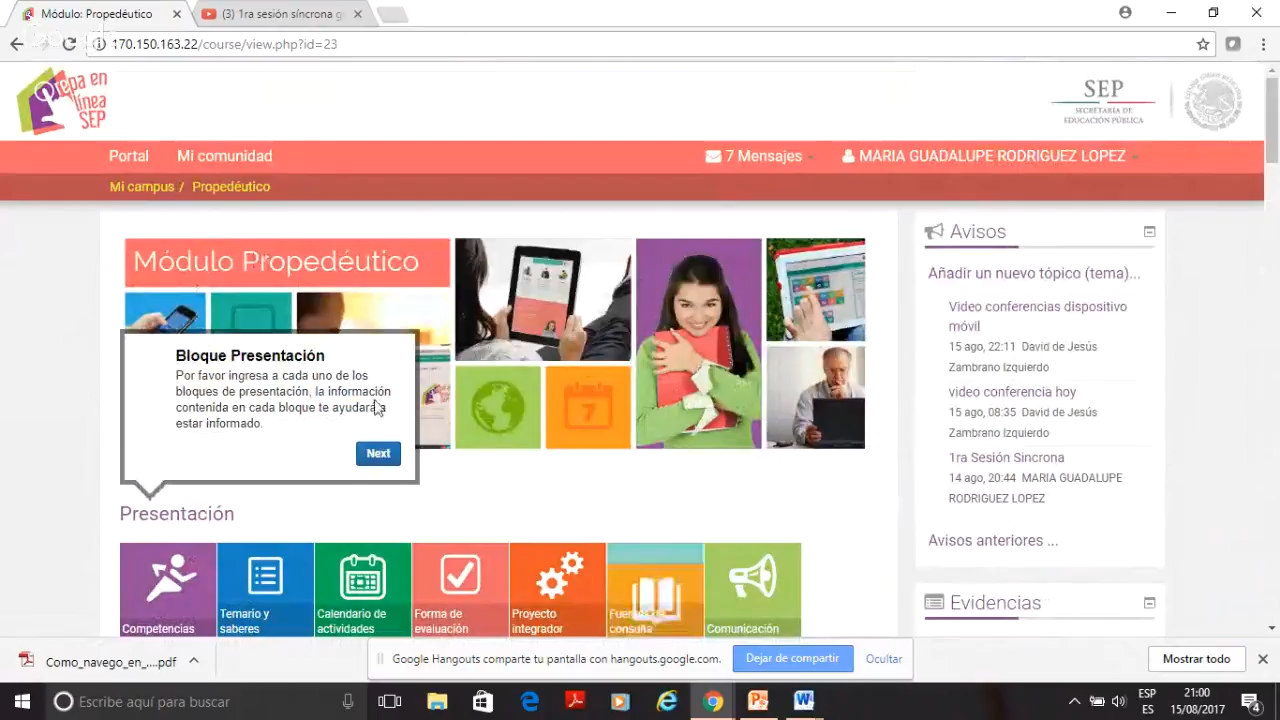 Módulo: Propedéutico
(3) 1ra sesión síncrona g
170.150.163.22/course/view.php?id=23
Prepa en
línea
SEP
SEP
SECRETARÍA DE
EDUCACIÓN PÚBLICA
Portal
Mi comunidad
7 Mensajes
MARIA GUADALUPE RODRIGUEZ LOPEZ
Mi campus / Propedéutico
Módulo Propedéutico
7
Bloque Presentación
Por favor ingresa a cada uno de los
bloques de presentación, la información
contenida en cada bloque te ayudará a
estar informado.
Next
Presentación
Competencias
Temario y
saberes
Calendario de
actividades
Forma de
evaluación
Proyecto
integrador
Fuentes de
consulta
Comunicación
Avisos
Añadir un nuevo tópico (tema)...
Video conferencias dispositivo
móvil
15 ago, 22:11 David de Jesús
Zambrano Izquierdo
video conferencia hoy
15 ago, 08:35 David de Jesús
Zambrano Izquierdo
1ra Sesión Sincrona
14 ago, 20:44 MARIA GUADALUPE
RODRIGUEZ LOPEZ
Avisos anteriores ...
Evidencias
Como_navego_en_....pdf
Google Hangouts comparte tu pantalla con hangouts.google.com.
Dejar de compartir
Ocultar
Mostrar todo
Escribe aquí para buscar
ESP
ES
21:00
15/08/2017
4